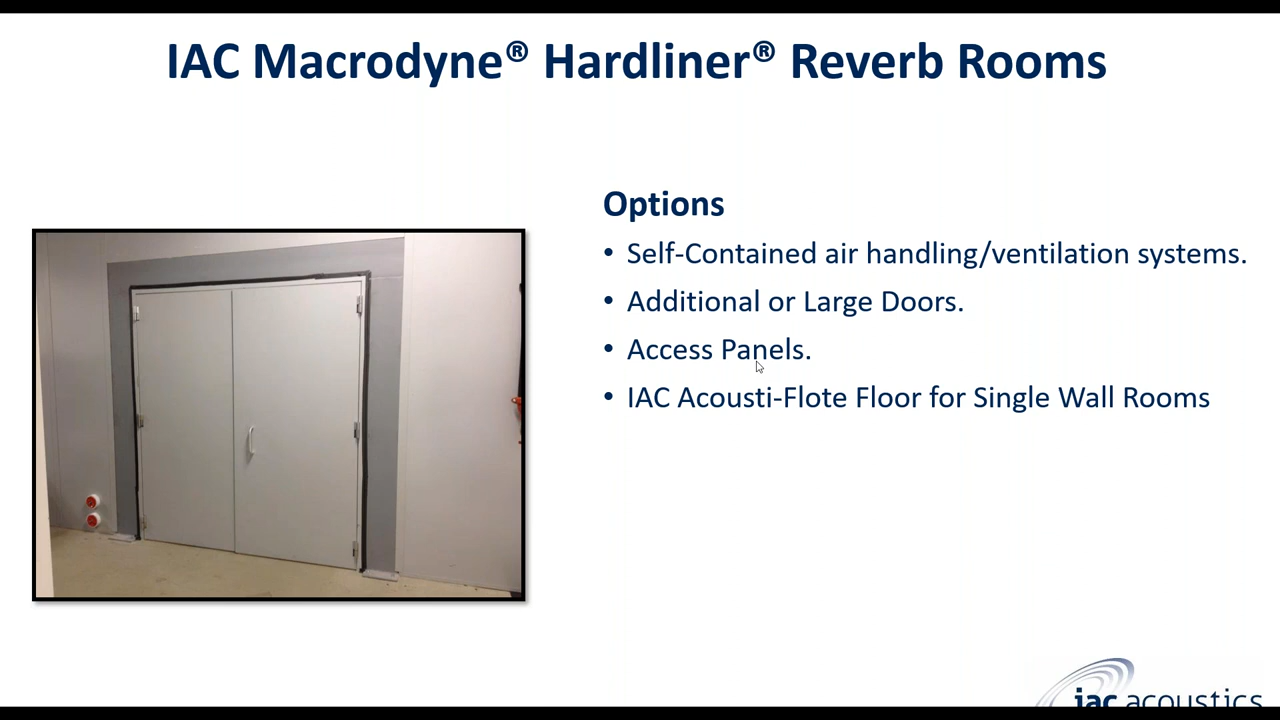 IAC Macrodyne® Hardliner® Reverb Rooms
Options
• Self-Contained air handling/ventilation systems.
• Additional or Large Doors.
• Access Panels.
• IAC Acousti-Flote Floor for Single Wall Rooms
iac acoustics